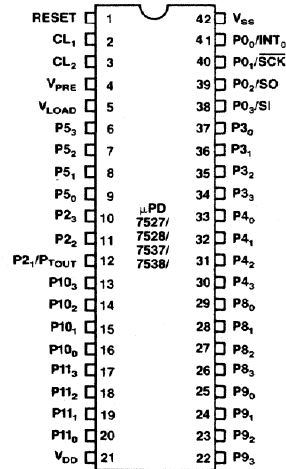 RESET 1 42 VSS
CL1 2 41 P00/INT0
CL2 3 40 P01/SCK
VPRE 4 39 P02/SO
VLOAD 5 38 P03/SI
P53 6 37 P30
P52 7 36 P31
P51 8 35 P32
P50 9 34 P33
P23 10 μPD 33 P40
7527/
P22 11 7528/ 32 P41
7537/
P21/PTOUT 12 7538/ 31 P42
P103 13 30 P43
P102 14 29 P80
P101 15 28 P81
P100 16 27 P82
P113 17 26 P83
P112 18 25 P90
P111 19 24 P91
P110 20 23 P92
VDD 21 22 P93